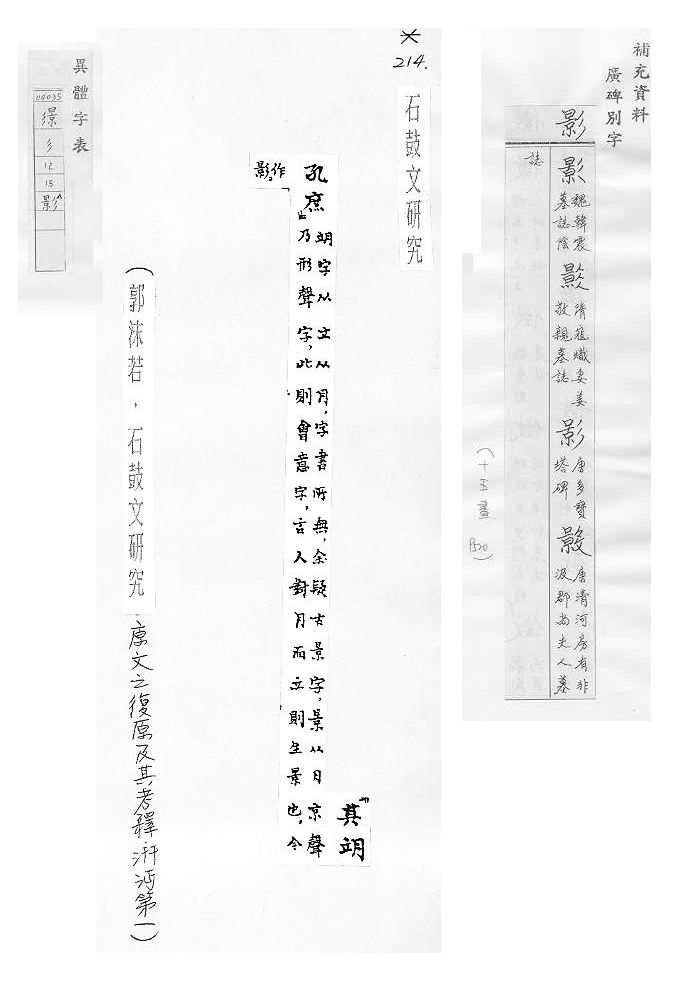 補充資料
廣碑別字
影
影 魏韓震墓誌陰
隋寇熾妻姜敬親墓誌
影 唐多寶塔碑
唐清河房有非汲郡尚夫人墓
誌
(十五畫 P520)
214.
石鼓文研究
「其
孔庶
字从文从月,字書所無,余疑古景字,景从日京聲
乃形聲字,此則會意字,言人對月而立則生景也,今
作影。」
(郭沫若.石鼓文研究 原文之復原及其考釋 汧沔第一)
異體字表
00035
彡
12
15
影